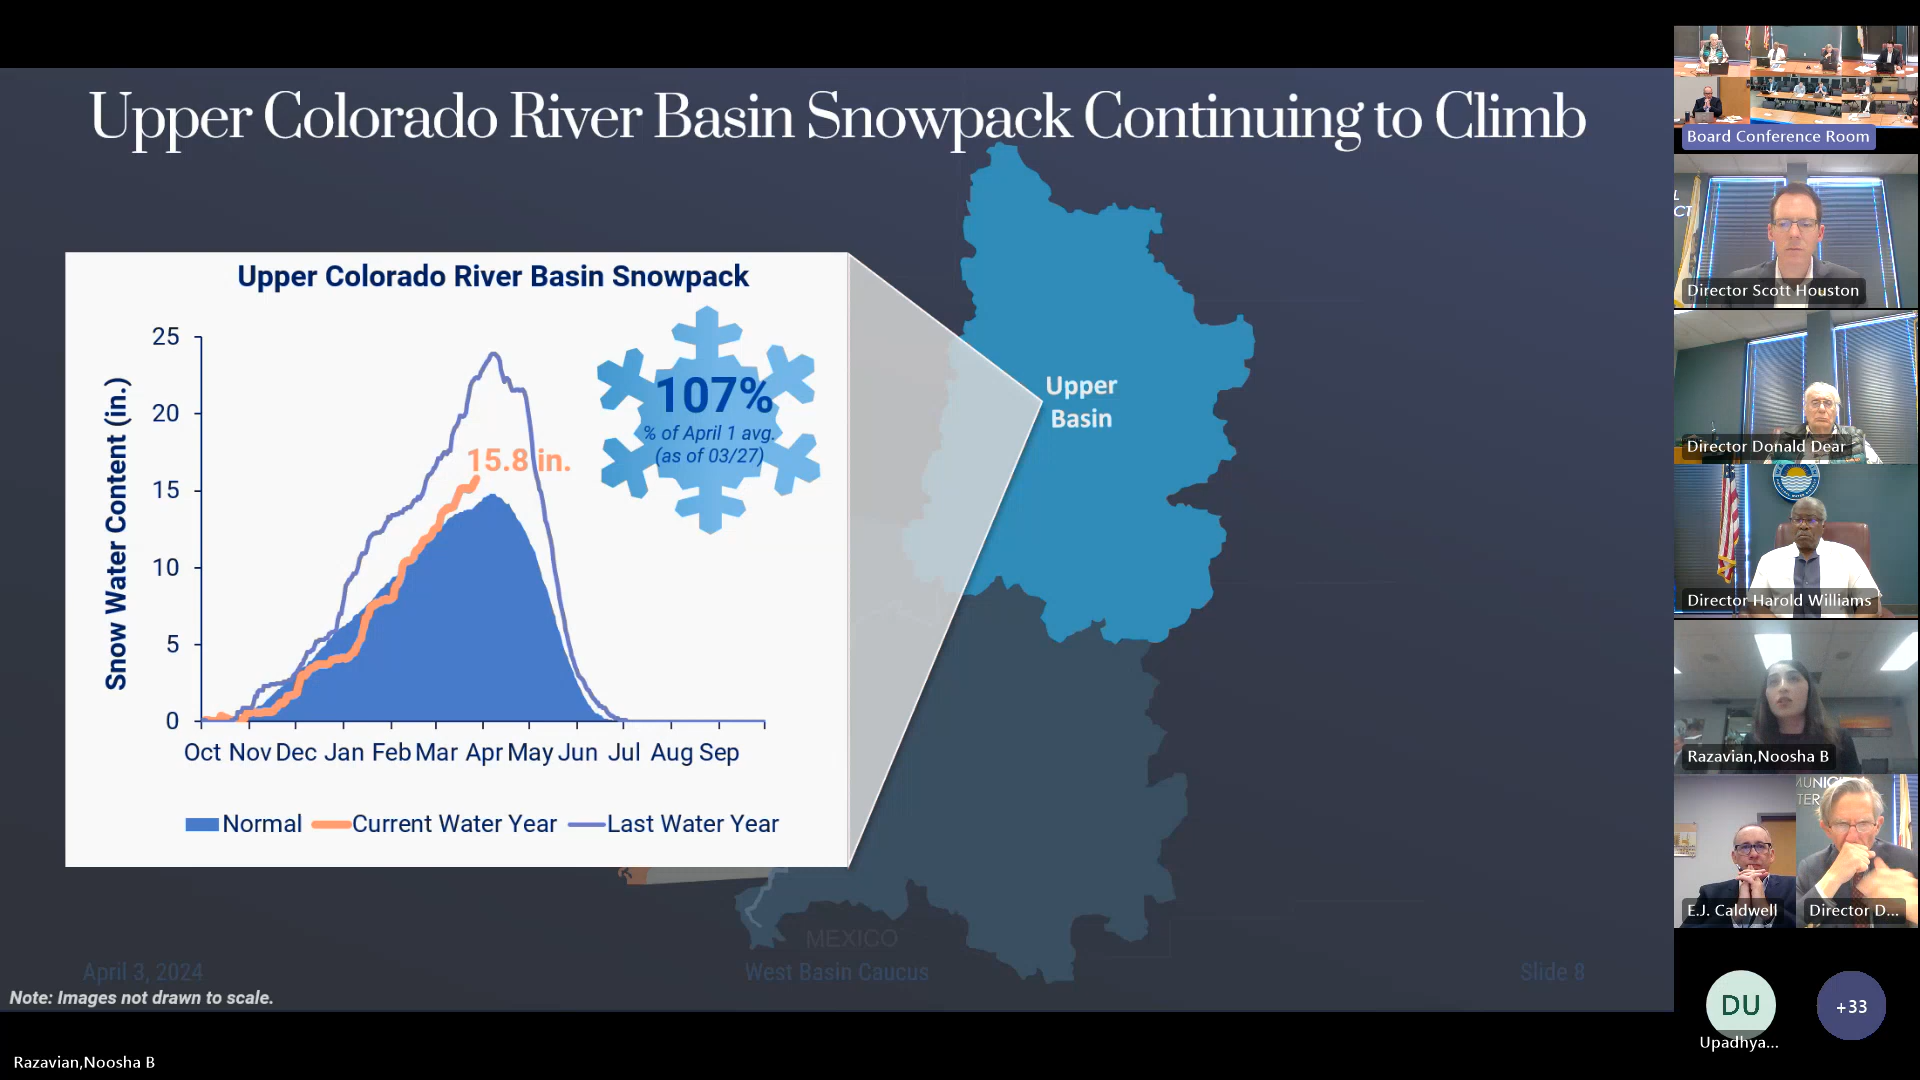 Upper Colorado River Basin Snowpack Continuing to Climb
Upper Colorado River Basin Snowpack
Snow Water Content (in.)
25
20
15
10
5
0
Oct Nov Dec Jan Feb Mar Apr May Jun Jul Aug Sep
15.8 in.
107%
% of April 1 avg.
(as of 03/27)
Normal Current Water Year Last Water Year
Upper
Basin
MEXICO
April 3, 2024
West Basin Caucus
Slide 8
Note: Images not drawn to scale.
Razavian,Noosha B
Board Conference Room
Director Scott Houston
Director Donald Dear
Director Harold Williams
Razavian,Noosha B
E.J. Caldwell
Director D...
DU
Upadhya...
+33